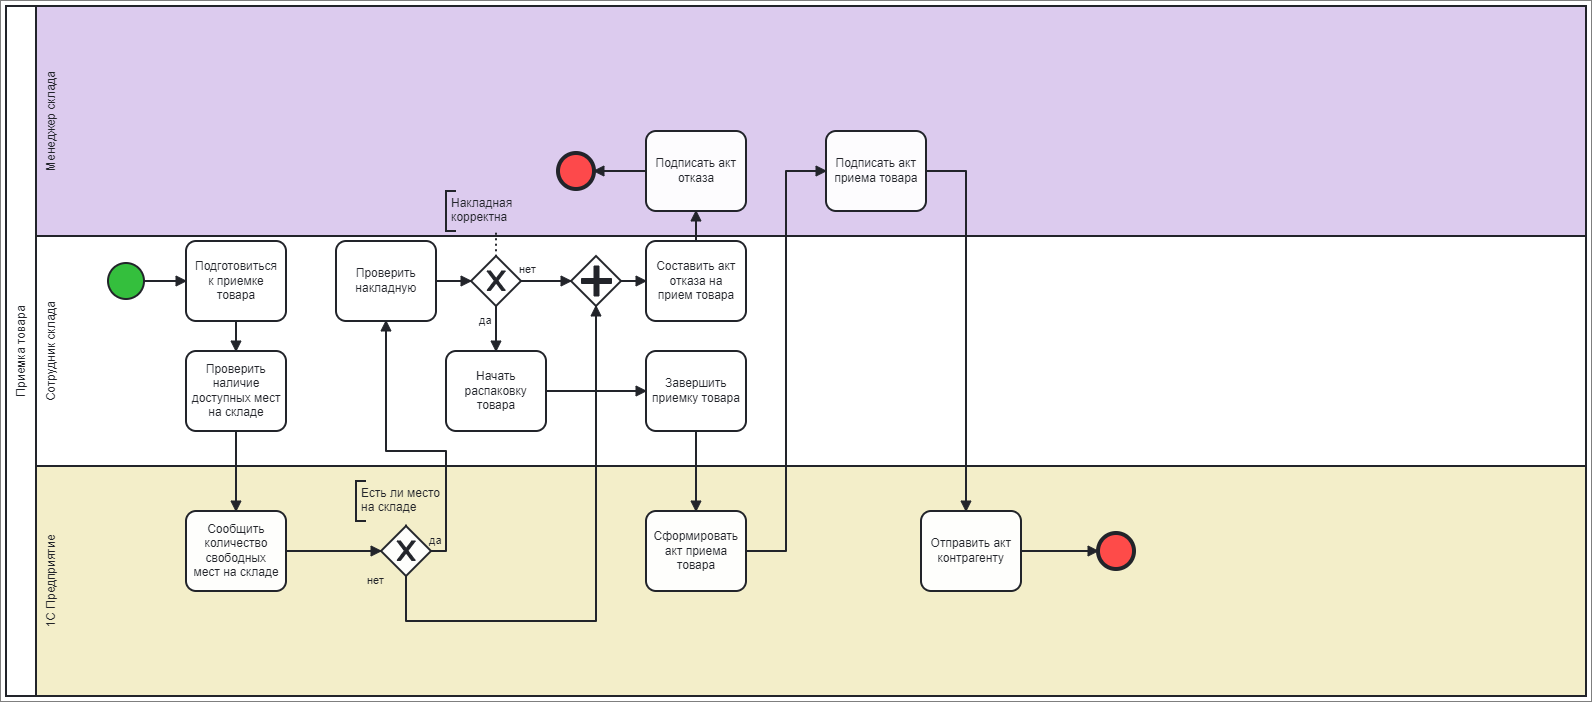 Приемка товара
Менеджер склада
Подписать акт
отказа
Подписать акт
приема товара
Накладная
корректна
Сотрудник склада
Подготовиться
к приемке
товара
Проверить
накладную
нет
да
Составить акт
отказа на
прием товара
Проверить
наличие
доступных мест
на складе
Начать
распаковку
товара
Завершить
приемку товара
1С Предприятие
Есть ли место
на складе
Сообщить
количество
свободных
мест на складе
да
нет
Сформировать
акт приема
товара
Отправить акт
контрагенту